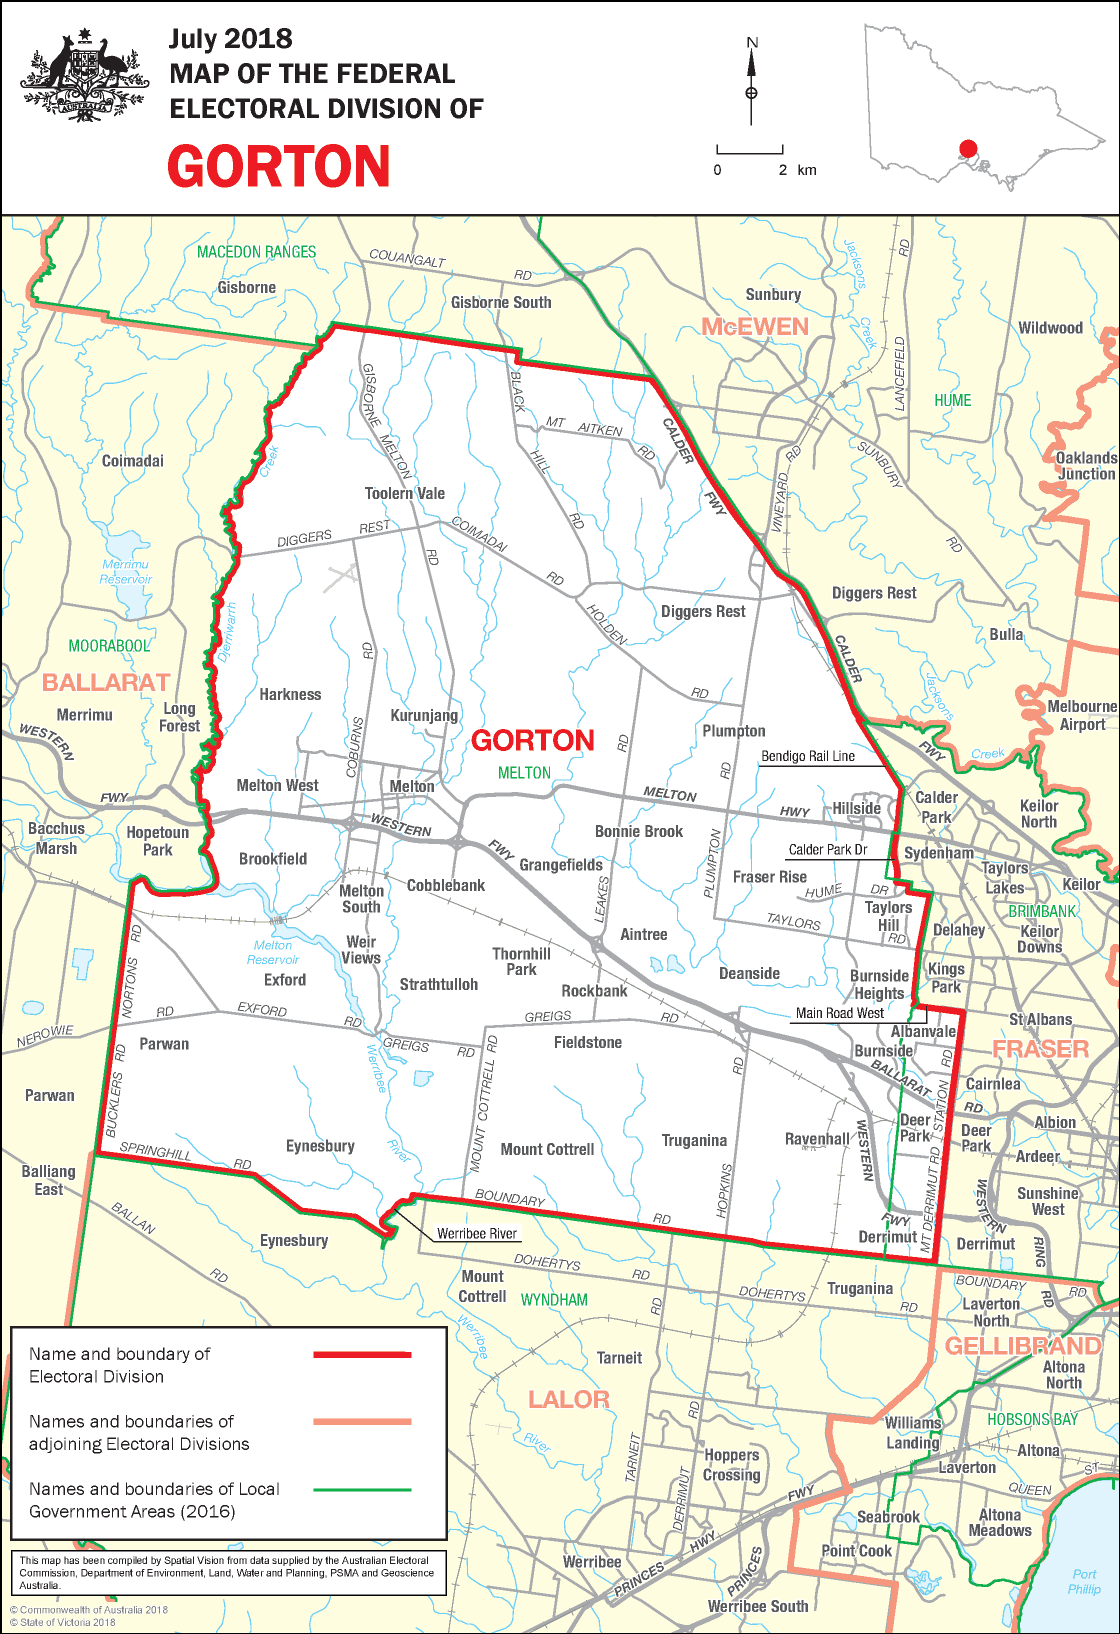 July 2018
MAP OF THE FEDERAL
ELECTORAL DIVISION OF
GORTON
AUSTRALIA
N
0 2 km
MACEDON RANGES
Gisborne
COUANGALT RD
Gisborne South
Sunbury
McEWEN
Jacksons Creek
LANCEFIELD RD
Wildwood
HUME
Oaklands
Junction
SUNBURY RD
VINEYARD RD
CALDER FWY
GISBORNE MELTON RD
BLACK HILL RD
MT AITKEN RD
Coimadai
Creek
Toolern Vale
DIGGERS REST COIMADAI RD
Merrimu
Reservoir
Djerriwarrh
HOLDEN RD
Diggers Rest
Diggers Rest
Bulla
CALDER FWY
Jacksons Creek
Melbourne
Airport
MOORABOOL
BALLARAT
Merrimu
Long
Forest
WESTERN FWY
Harkness
COBURNS RD
Kurunjang
GORTON
MELTON
Plumpton
PLUMPTON RD
Bendigo Rail Line
Melton West
Melton
MELTON HWY
Hillside
Calder
Park
Keilor
North
Bacchus
Marsh
Hopetoun
Park
WESTERN FWY
Bonnie Brook
Calder Park Dr
Sydenham
Taylors
Lakes
Keilor
Brookfield
Grangefields
LEAKES RD
Fraser Rise
HUME DR
Melton
South
Cobblebank
Taylors
Hill
TAYLORS RD
BRIMBANK
Keilor
Downs
Delahey
Aintree
Weir
Views
Melton
Reservoir
Exford
Thornhill
Park
Strathtulloh
Rockbank
Deanside
Burnside
Heights
Kings
Park
Main Road West
NORTONS RD
NEROWIE RD
EXFORD RD
GREIGS RD
GREIGS RD
St Albans
Albanvale
Burnside
FRASER
Parwan
Fieldstone
Werribee River
BALLARAT RD
Cairnlea
Parwan
BUCKLERS RD
MOUNT COTTRELL RD
Deer
Park
STATION RD
Deer
Park
Albion
Ardeer
Eynesbury
Mount Cottrell
Truganina
Ravenhall
WESTERN FWY
HOPKINS RD
MT DERRIMUT RD
SPRINGHILL RD
Balliang
East
BOUNDARY RD
Sunshine
West
WESTERN RING RD
BALLAN RD
Eynesbury
Werribee River
Derrimut
Derrimut
DOHERTYS RD
DOHERTYS RD
BOUNDARY RD
Mount
Cottrell
WYNDHAM
Truganina
Laverton
North
GELLIBRAND
Werribee River
Tarneit
LALOR
Altona
North
Williams
Landing
HOBSONS BAY
Altona
Laverton
TARNEIT RD
DERRIMUT RD
Hoppers
Crossing
QUEEN ST
Seabrook
Altona
Meadows
PRINCES HWY
PRINCES FWY
Werribee
Point Cook
Werribee South
Port
Phillip
Name and boundary of
Electoral Division
Names and boundaries of
adjoining Electoral Divisions
Names and boundaries of Local
Government Areas (2016)
This map has been compiled by Spatial Vision from data supplied by the Australian Electoral
Commission, Department of Environment, Land, Water and Planning, PSMA and Geoscience
Australia.
© Commonwealth of Australia 2018
© State of Victoria 2018